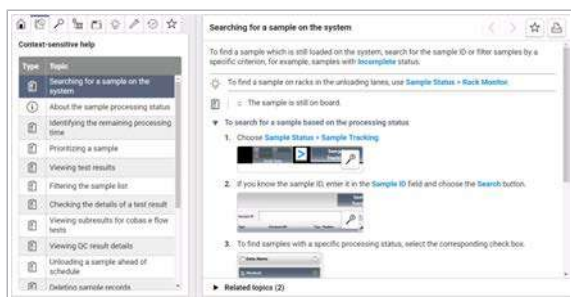 Context-sensitive help
Type Topic
Searching for a sample on the
system
About the sample processing status
Identifying the remaining processing
time
Prioritizing a sample
Viewing test results
Filtering the sample list
Checking the details of a test result
Viewing subresults for cobas e flow
tests
Viewing QC result details
Unloading a sample ahead of
schedule
Deleting sample records
Searching for a sample on the system
To find a sample which is still loaded on the system, search for the sample ID or filter samples by a
specific criterion, for example, samples with Incomplete status.
To find a sample on racks in the unloading lanes, use Sample Status > Rack Monitor.
The sample is still on board.
To search for a sample based on the processing status
1. Choose Sample Status > Sample Tracking.
2. If you know the sample ID, enter it in the Sample ID field and choose the Search button.
3. To find samples with a specific processing status, select the corresponding check box.
Related topics (2)